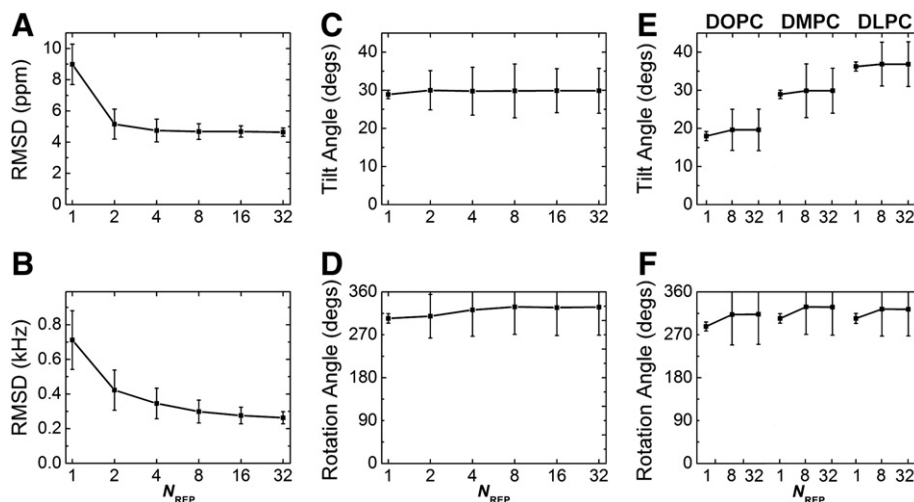 A
RMSD (ppm)
10
8
6
4
2
0
1 2 4 8 16 32
C
Tilt Angle (degs)
40
30
20
10
0
1 2 4 8 16 32
E
DOPC DMPC DLPC
Tilt Angle (degs)
40
30
20
10
0
1 8 32 1 8 32 1 8 32
B
RMSD (kHz)
0.8
0.6
0.4
0.2
0.0
1 2 4 8 16 32
N_REP
D
Rotation Angle (degs)
360
270
180
90
0
1 2 4 8 16 32
N_REP
F
Rotation Angle (degs)
360
270
180
90
0
1 8 32 1 8 32 1 8 32
N_REP